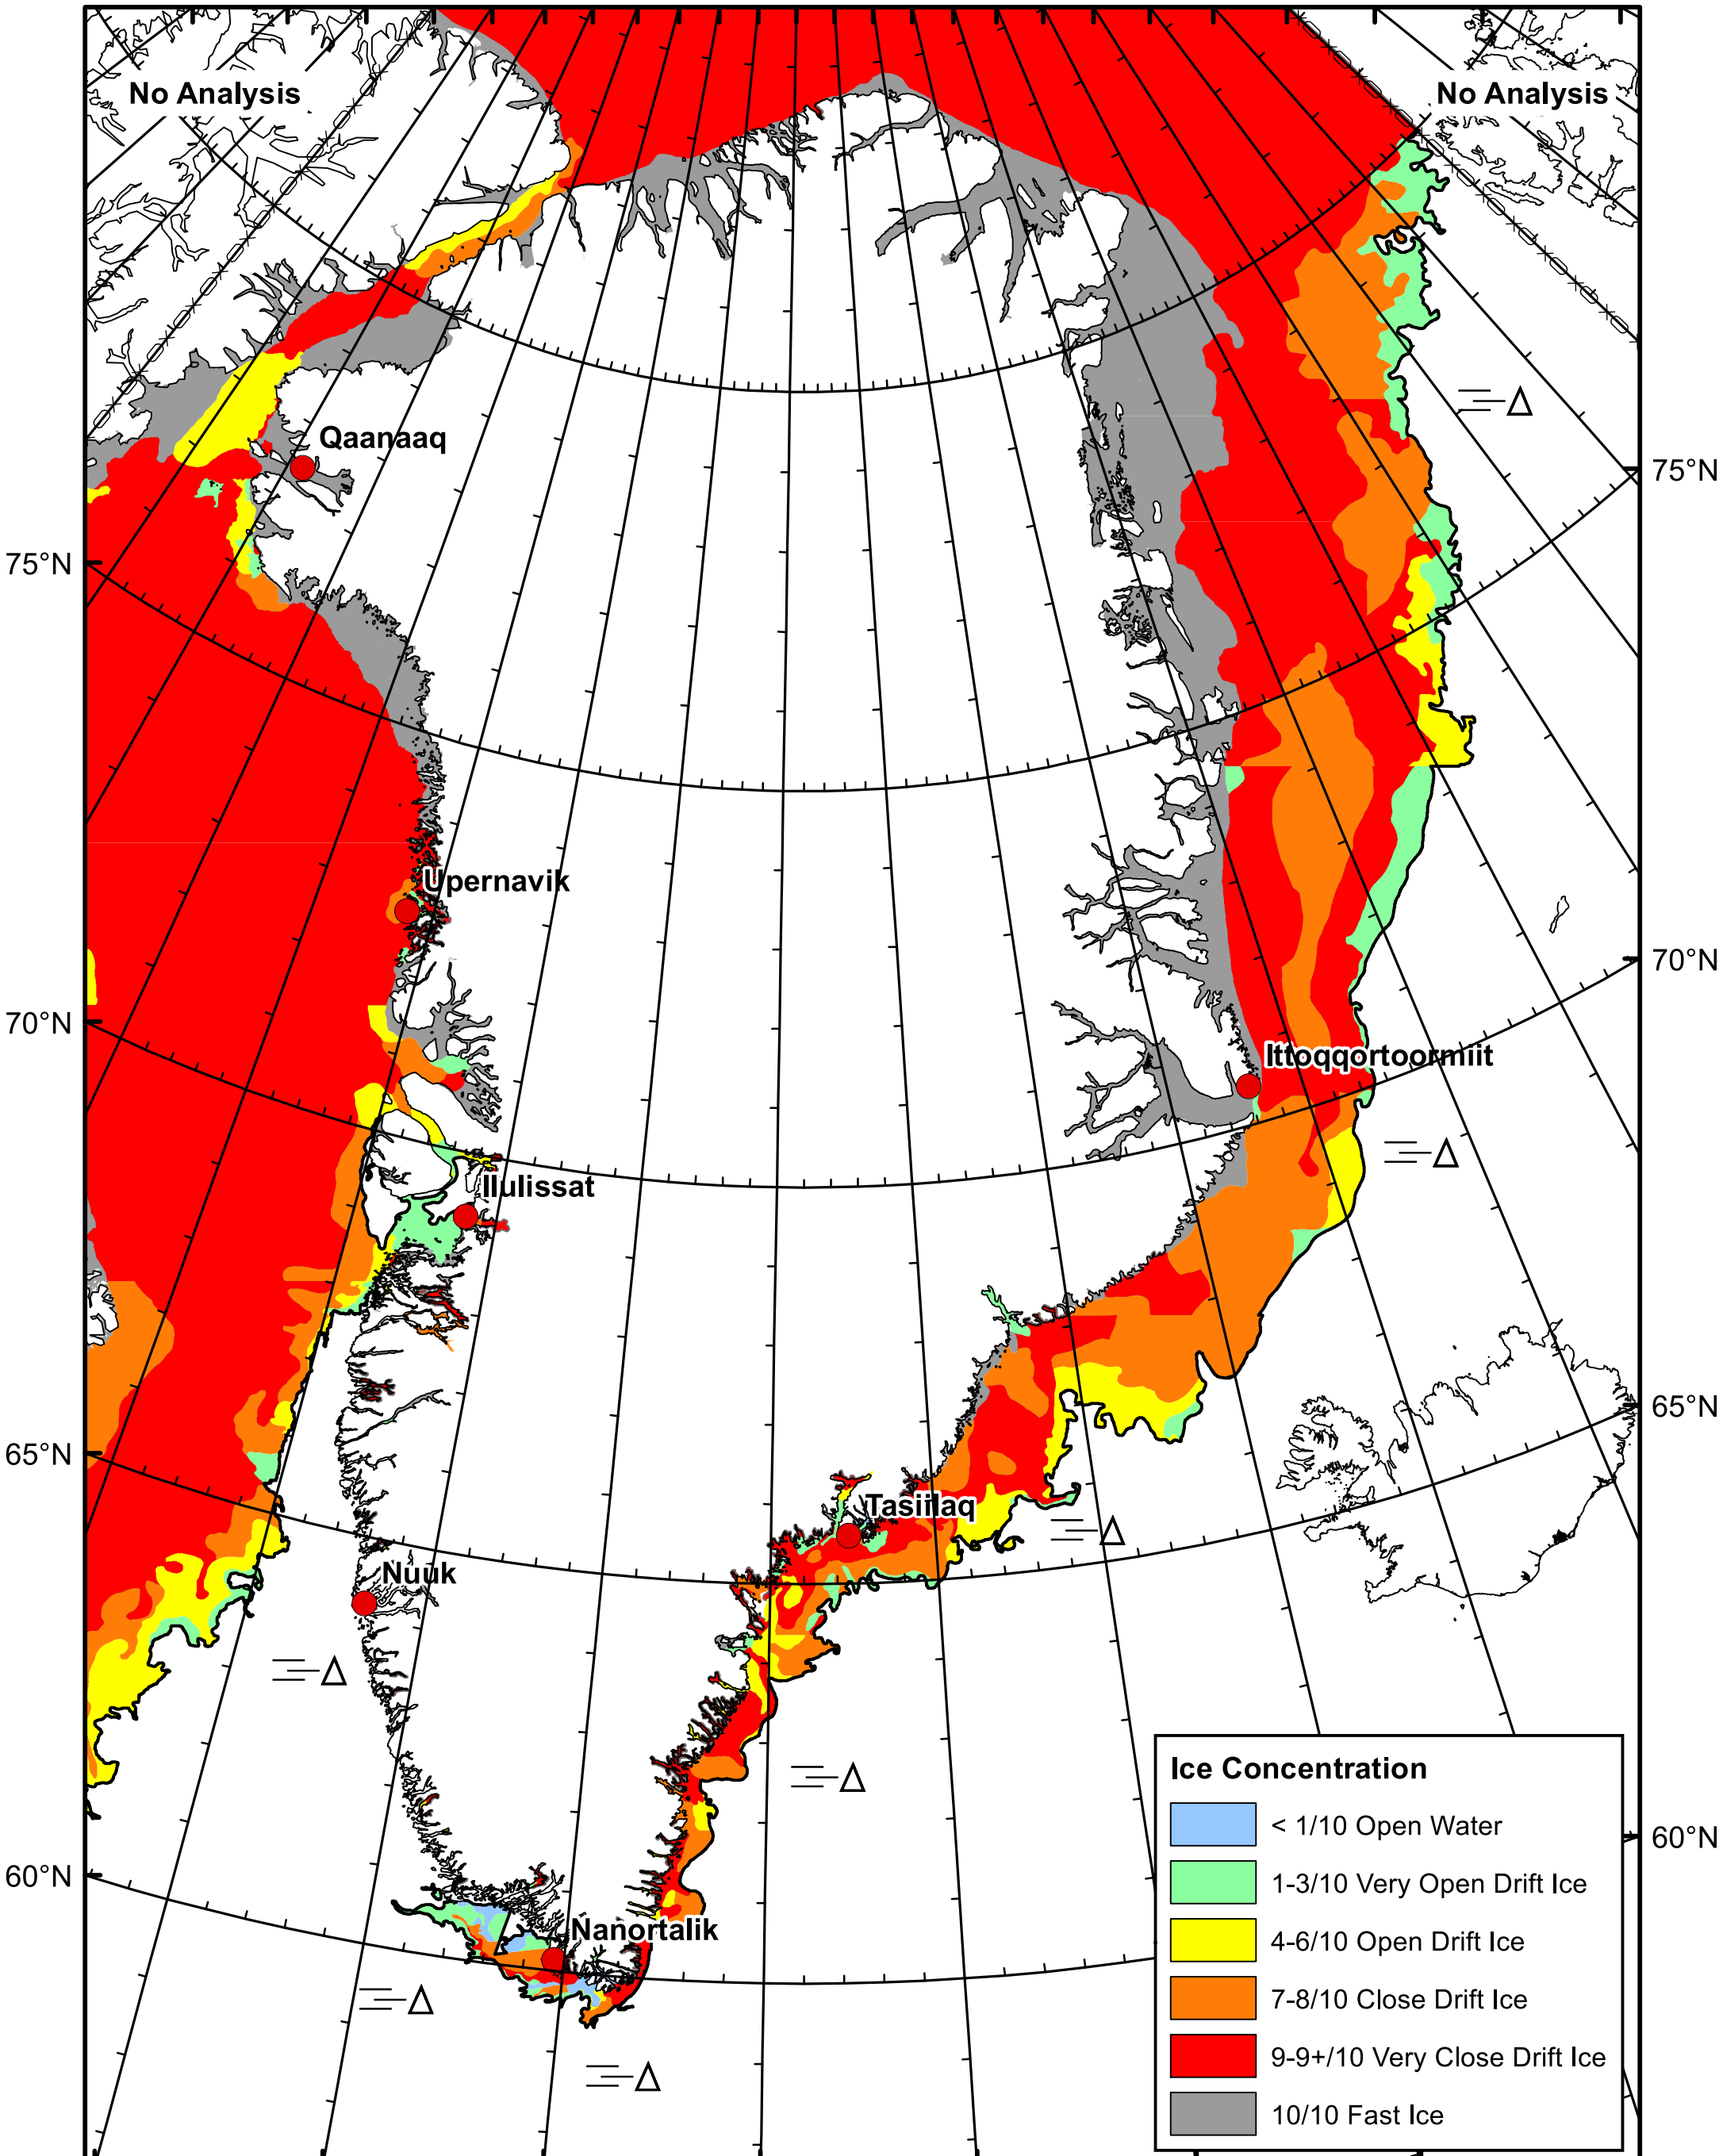 No Analysis
No Analysis
Qaanaaq
75°N
75°N
Upernavik
70°N
70°N
Ittoqqortoormiit
Ilulissat
65°N
65°N
Tasiilaq
Nuuk
60°N
60°N
Nanortalik
Ice Concentration
< 1/10 Open Water
1-3/10 Very Open Drift Ice
4-6/10 Open Drift Ice
7-8/10 Close Drift Ice
9-9+/10 Very Close Drift Ice
10/10 Fast Ice